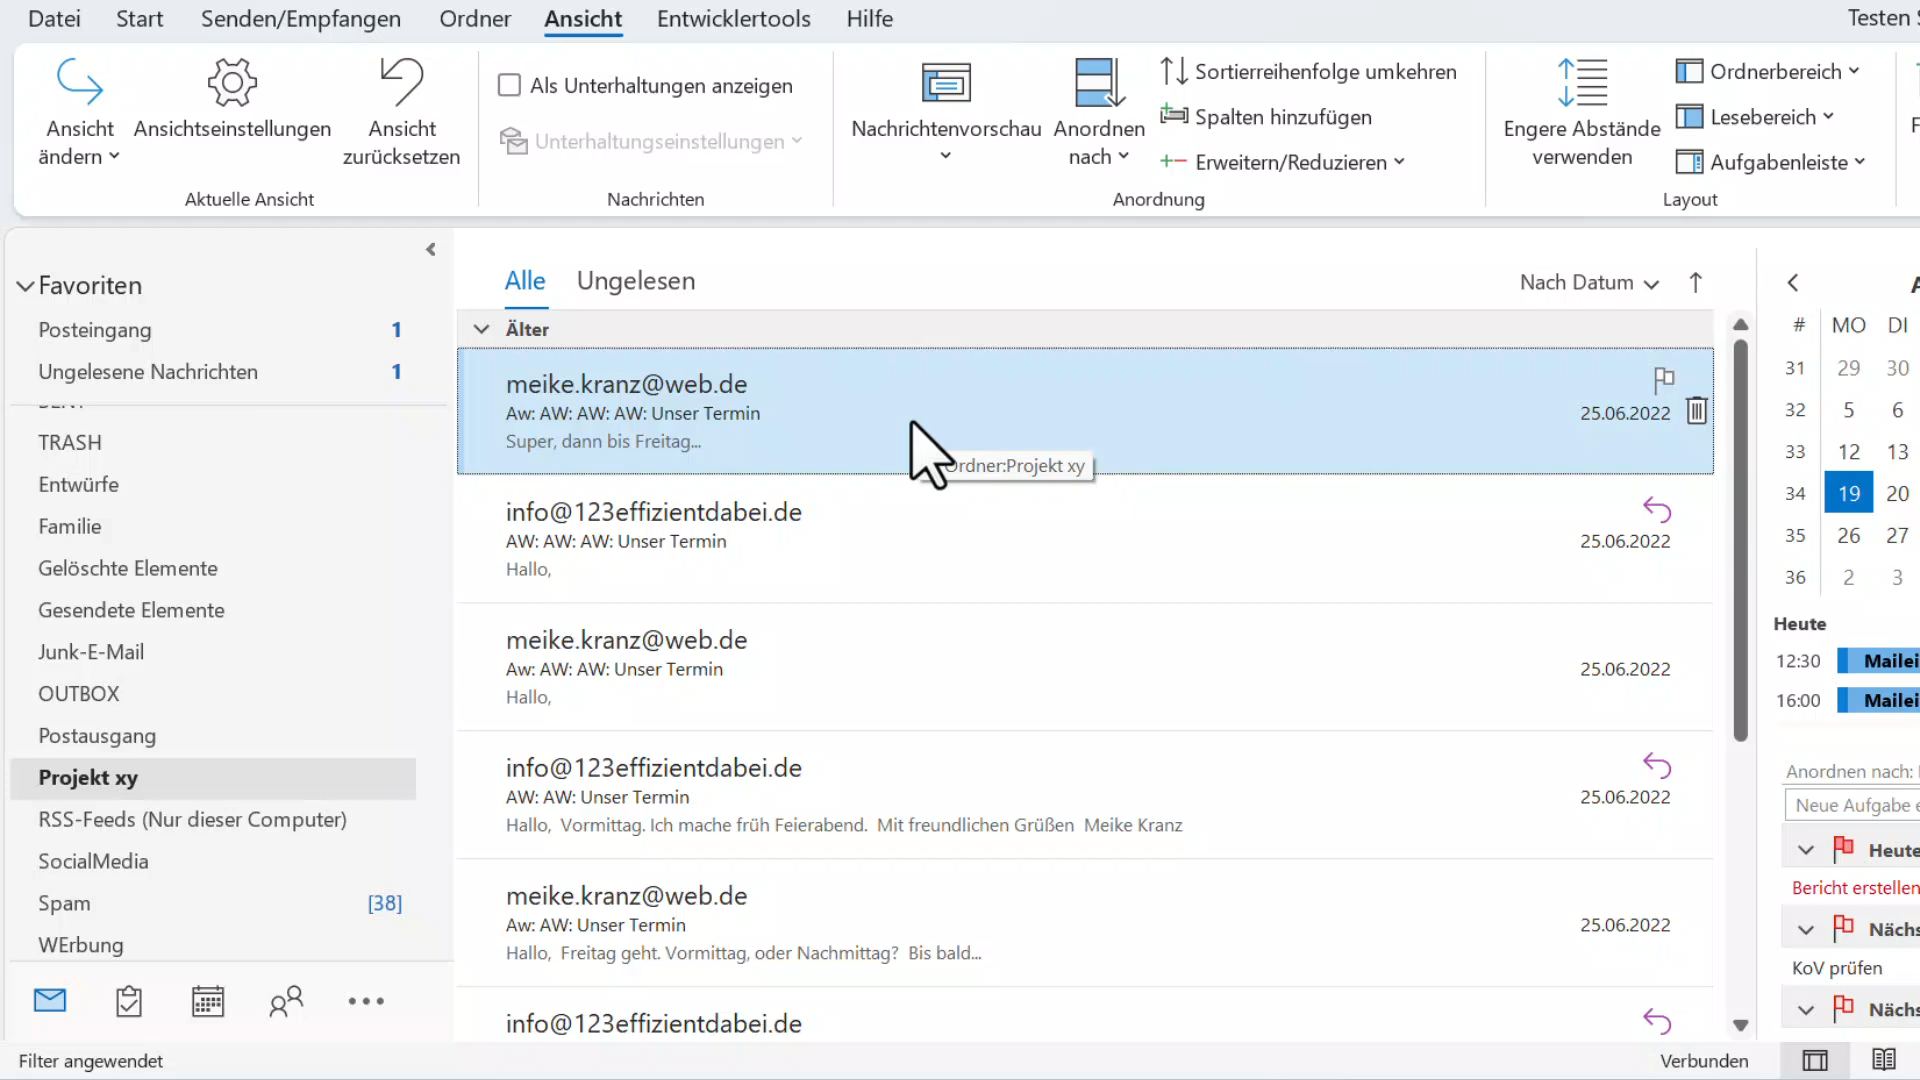 Datei Start Senden/Empfangen Ordner Ansicht Entwicklertools Hilfe Testen
Ansicht ändern
Ansichtseinstellungen
Ansicht zurücksetzen
Aktuelle Ansicht
Als Unterhaltungen anzeigen
Unterhaltungseinstellungen
Nachrichten
Nachrichtenvorschau
Anordnen nach
Sortierreihenfolge umkehren
Spalten hinzufügen
Erweitern/Reduzieren
Anordnung
Engere Abstände verwenden
Ordnerbereich
Lesebereich
Aufgabenleiste
Layout
Favoriten
Posteingang 1
Ungelesene Nachrichten 1
TRASH
Entwürfe
Familie
Gelöschte Elemente
Gesendete Elemente
Junk-E-Mail
OUTBOX
Postausgang
Projekt xy
RSS-Feeds (Nur dieser Computer)
SocialMedia
Spam [38]
WErbung
Alle Ungelesen Nach Datum
Älter
meike.kranz@web.de
Aw: AW: AW: AW: Unser Termin 25.06.2022
Super, dann bis Freitag...
Ordner:Projekt xy
info@123effizientdabei.de
AW: AW: AW: Unser Termin 25.06.2022
Hallo,
meike.kranz@web.de
Aw: AW: AW: Unser Termin 25.06.2022
Hallo,
info@123effizientdabei.de
AW: AW: Unser Termin 25.06.2022
Hallo, Vormittag. Ich mache früh Feierabend. Mit freundlichen Grüßen Meike Kranz
meike.kranz@web.de
Aw: AW: Unser Termin 25.06.2022
Hallo, Freitag geht. Vormittag, oder Nachmittag? Bis bald...
info@123effizientdabei.de
# MO DI
31 29 30
32 5 6
33 12 13
34 19 20
35 26 27
36 2 3
Heute
12:30 Mailei
16:00 Mailei
Anordnen nach:
Neue Aufgabe e
Heute
Bericht erstellen
Nächs
KoV prüfen
Nächs
Filter angewendet Verbunden